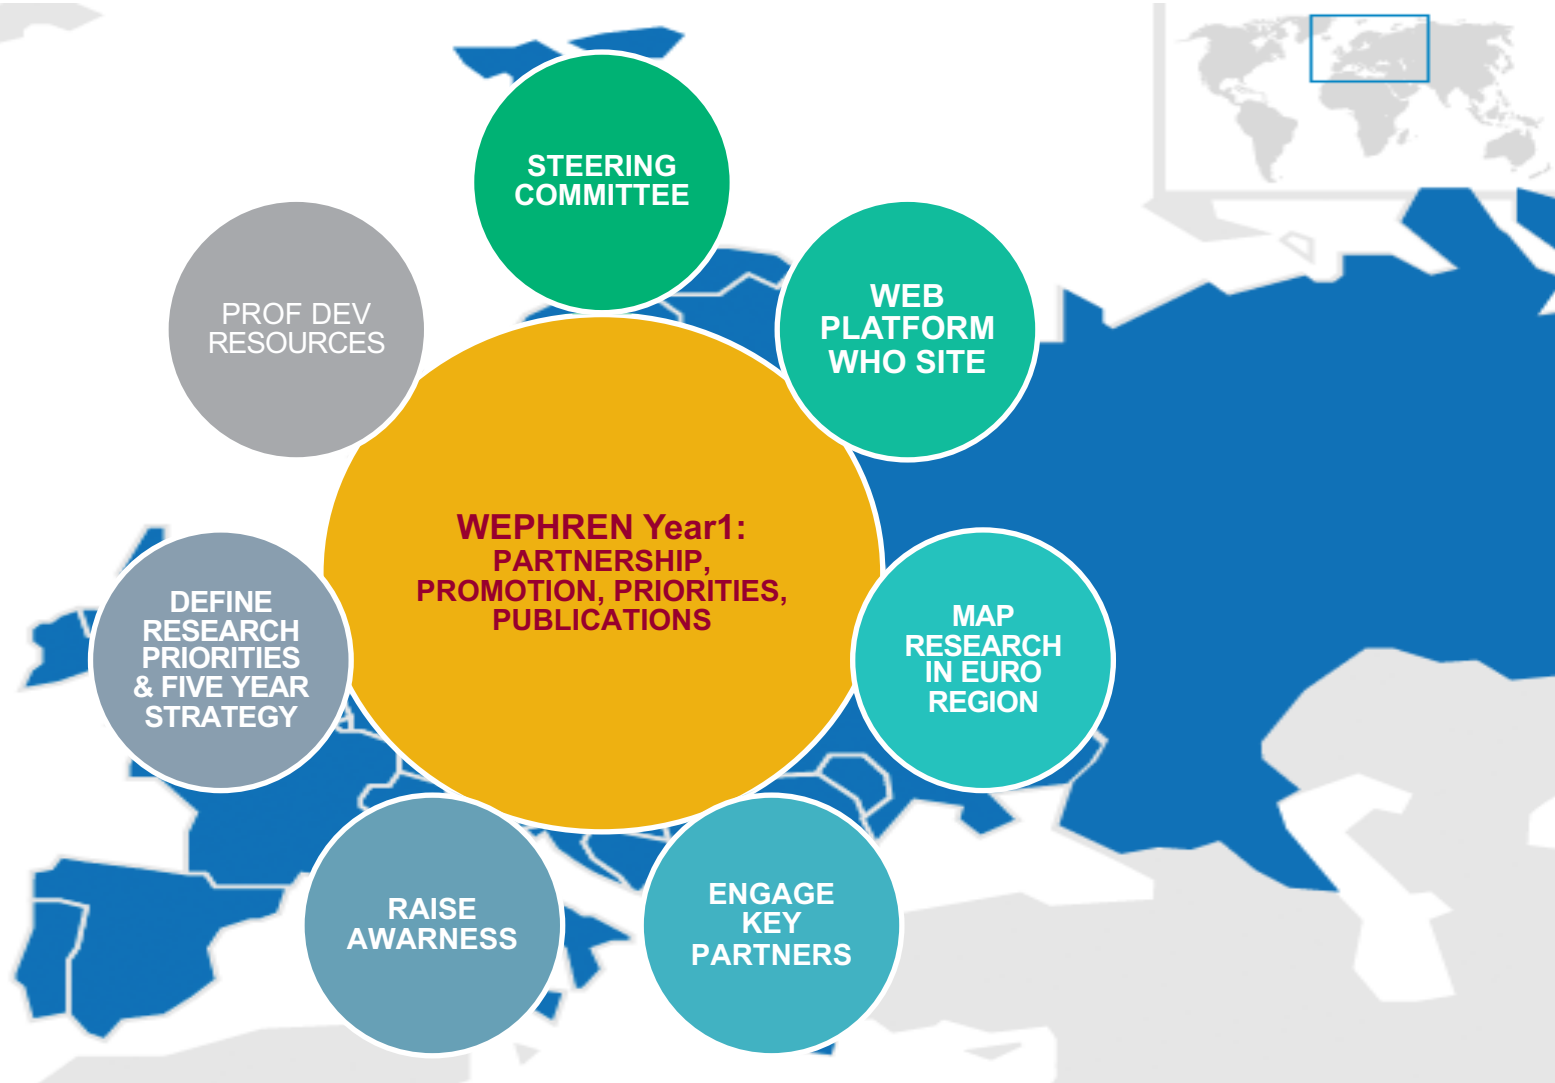 STEERING
COMMITTEE
WEB
PLATFORM
WHO SITE
PROF DEV
RESOURCES
WEPHREN Year1:
PARTNERSHIP,
PROMOTION, PRIORITIES,
PUBLICATIONS
MAP
RESEARCH
IN EURO
REGION
DEFINE
RESEARCH
PRIORITIES
& FIVE YEAR
STRATEGY
ENGAGE
KEY
PARTNERS
RAISE
AWARNESS